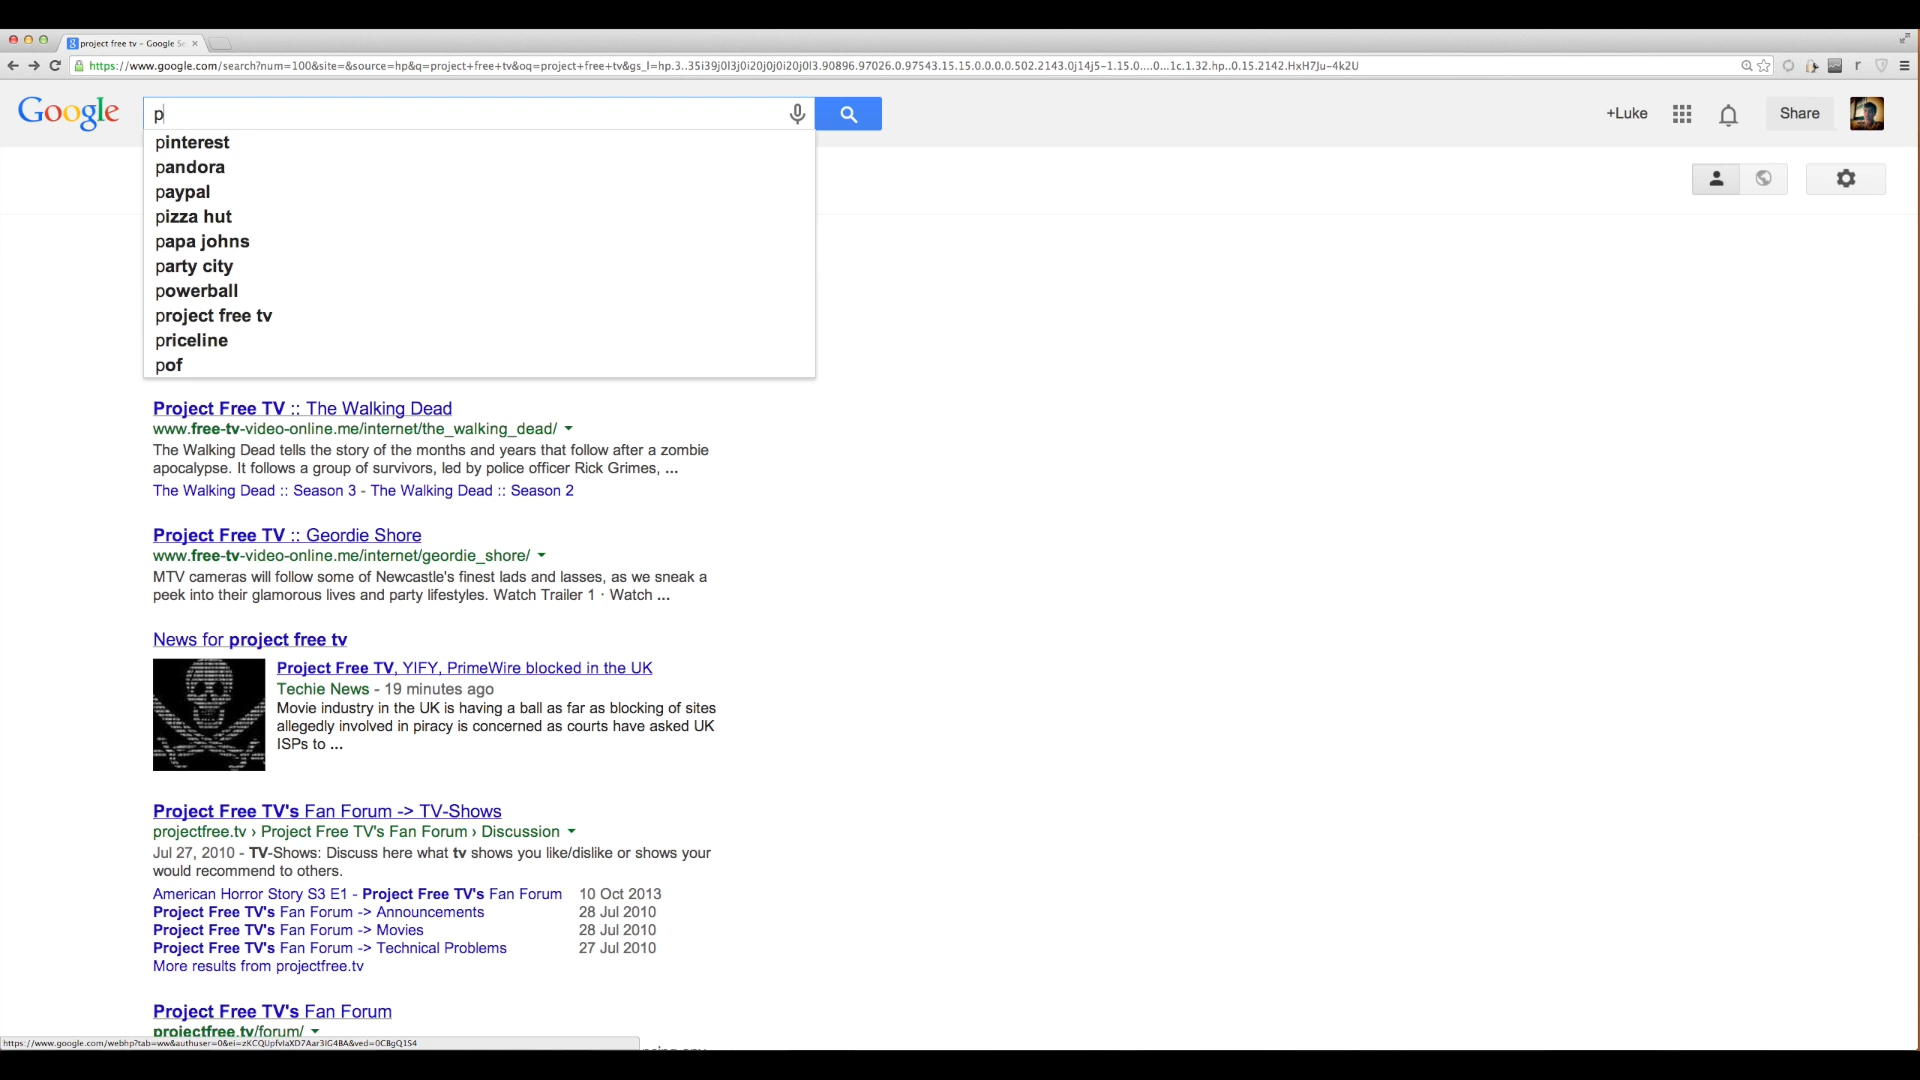 project free tv - Google Se
https://www.google.com/search?num=100&site=&source=hp&q=project+free+tv&oq=project+free+tv&gs_l=hp.3..35i39j0l3j0i20j0j0i20j0l3.90896.97026.0.97543.15.15.0.0.0.0.502.2143.0j14j5-1.15.0....0...1c.1.32.hp..0.15.2142.HxH7Ju-4k2U
Google
p
+Luke
Share
pinterest
pandora
paypal
pizza hut
papa johns
party city
powerball
project free tv
priceline
pof
Project Free TV :: The Walking Dead
www.free-tv-video-online.me/internet/the_walking_dead/
The Walking Dead tells the story of the months and years that follow after a zombie
apocalypse. It follows a group of survivors, led by police officer Rick Grimes, ...
The Walking Dead :: Season 3 - The Walking Dead :: Season 2
Project Free TV :: Geordie Shore
www.free-tv-video-online.me/internet/geordie_shore/
MTV cameras will follow some of Newcastle's finest lads and lasses, as we sneak a
peek into their glamorous lives and party lifestyles. Watch Trailer 1 · Watch ...
News for project free tv
Project Free TV, YIFY, PrimeWire blocked in the UK
Techie News - 19 minutes ago
Movie industry in the UK is having a ball as far as blocking of sites
allegedly involved in piracy is concerned as courts have asked UK
ISPs to ...
Project Free TV's Fan Forum -> TV-Shows
projectfree.tv › Project Free TV's Fan Forum › Discussion
Jul 27, 2010 - TV-Shows: Discuss here what tv shows you like/dislike or shows your
would recommend to others.
American Horror Story S3 E1 - Project Free TV's Fan Forum 10 Oct 2013
Project Free TV's Fan Forum -> Announcements 28 Jul 2010
Project Free TV's Fan Forum -> Movies 28 Jul 2010
Project Free TV's Fan Forum -> Technical Problems 27 Jul 2010
More results from projectfree.tv
Project Free TV's Fan Forum
projectfree.tv/forum/
https://www.google.com/webhp?tab=ww&authuser=0&ei=zKCQUpfvIaXD7Aar3IG4BA&ved=0CBgQ1S4